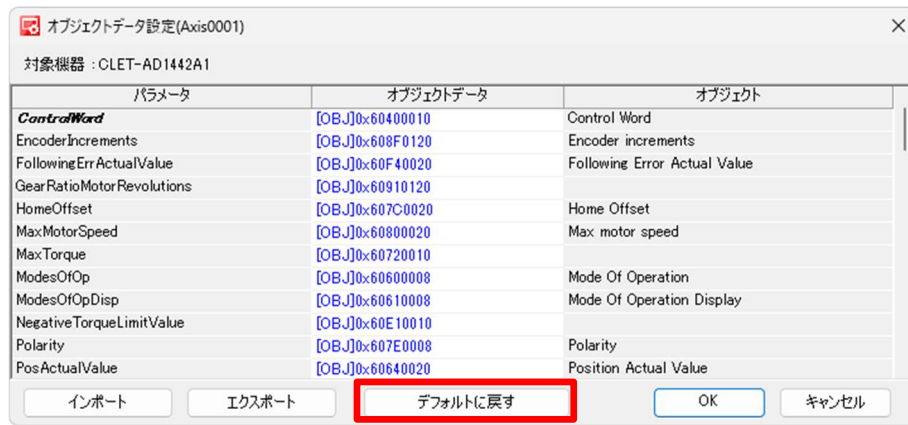 オブジェクトデータ設定(Axis0001)
対象機器 :CLET-AD1442A1
パラメータ オブジェクトデータ オブジェクト
ControlWord [OBJ]0x60400010 Control Word
EncoderIncrements [OBJ]0x608F0120 Encoder increments
FollowingErrActualValue [OBJ]0x60F40020 Following Error Actual Value
GearRatioMotorRevolutions [OBJ]0x60910120
HomeOffset [OBJ]0x607C0020 Home Offset
MaxMotorSpeed [OBJ]0x60800020 Max motor speed
MaxTorque [OBJ]0x60720010
ModesOfOp [OBJ]0x60600008 Mode Of Operation
ModesOfOpDisp [OBJ]0x60610008 Mode Of Operation Display
NegativeTorqueLimitValue [OBJ]0x60E10010
Polarity [OBJ]0x607E0008 Polarity
PosActualValue [OBJ]0x60640020 Position Actual Value
インポート エクスポート デフォルトに戻す OK キャンセル